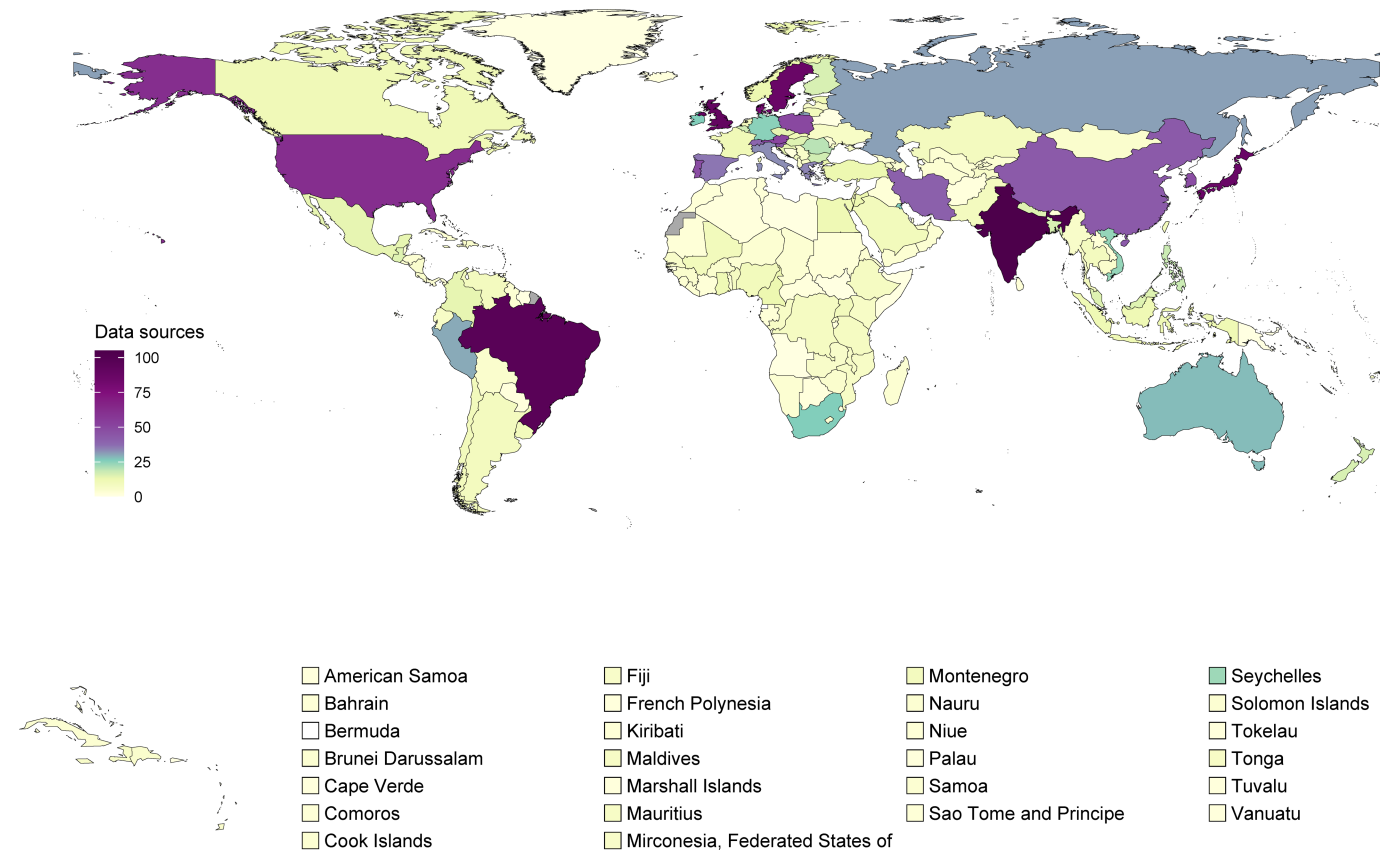 Data sources
100
75
50
25
0
American Samoa
Bahrain
Bermuda
Brunei Darussalam
Cape Verde
Comoros
Cook Islands
Fiji
French Polynesia
Kiribati
Maldives
Marshall Islands
Mauritius
Mirconesia, Federated States of
Montenegro
Nauru
Niue
Palau
Samoa
Sao Tome and Principe
Seychelles
Solomon Islands
Tokelau
Tonga
Tuvalu
Vanuatu